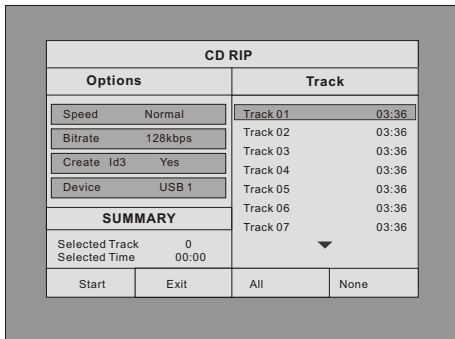 CD RIP
Options
Track
Speed Normal
Bitrate 128kbps
Create Id3 Yes
Device USB 1
SUMMARY
Selected Track 0
Selected Time 00:00
Track 01 03:36
Track 02 03:36
Track 03 03:36
Track 04 03:36
Track 05 03:36
Track 06 03:36
Track 07 03:36
Start Exit All None